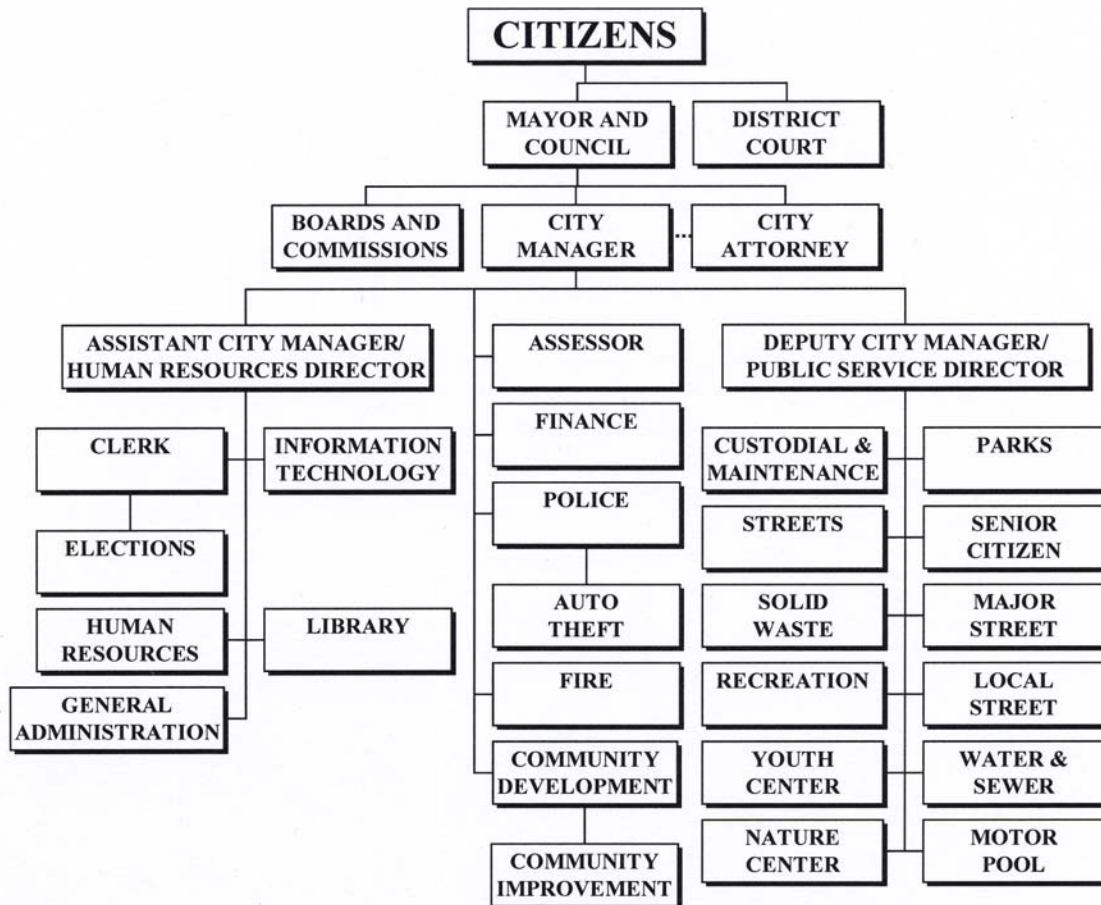 CITIZENS
MAYOR AND
COUNCIL
DISTRICT
COURT
BOARDS AND
COMMISSIONS
CITY
MANAGER
...
CITY
ATTORNEY
ASSISTANT CITY MANAGER/
HUMAN RESOURCES DIRECTOR
CLERK
INFORMATION
TECHNOLOGY
ELECTIONS
HUMAN
RESOURCES
LIBRARY
GENERAL
ADMINISTRATION
ASSESSOR
FINANCE
POLICE
AUTO
THEFT
FIRE
COMMUNITY
DEVELOPMENT
COMMUNITY
IMPROVEMENT
DEPUTY CITY MANAGER/
PUBLIC SERVICE DIRECTOR
CUSTODIAL &
MAINTENANCE
PARKS
STREETS
SENIOR
CITIZEN
SOLID
WASTE
MAJOR
STREET
RECREATION
LOCAL
STREET
YOUTH
CENTER
WATER &
SEWER
NATURE
CENTER
MOTOR
POOL